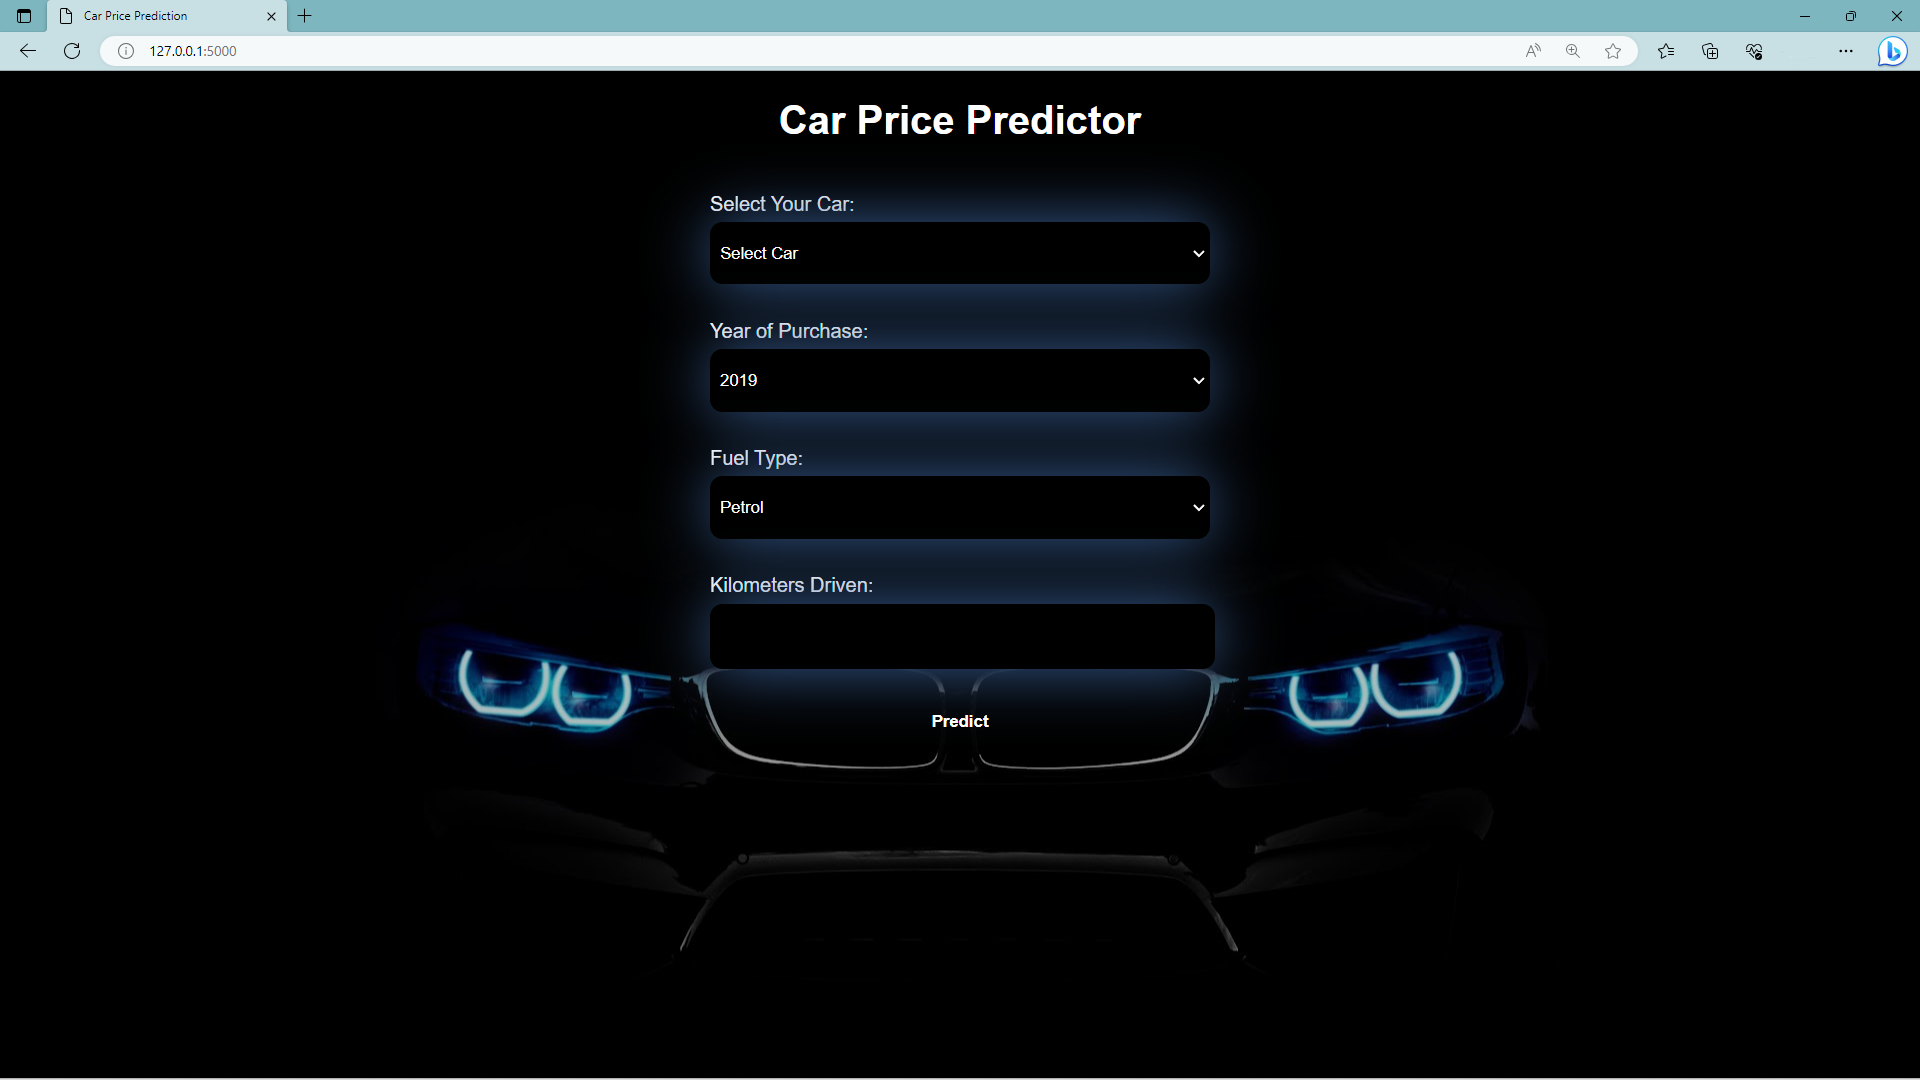 Car Price Prediction
127.0.0.1:5000
Car Price Predictor
Select Your Car:
Select Car
Year of Purchase:
2019
Fuel Type:
Petrol
Kilometers Driven:
Predict